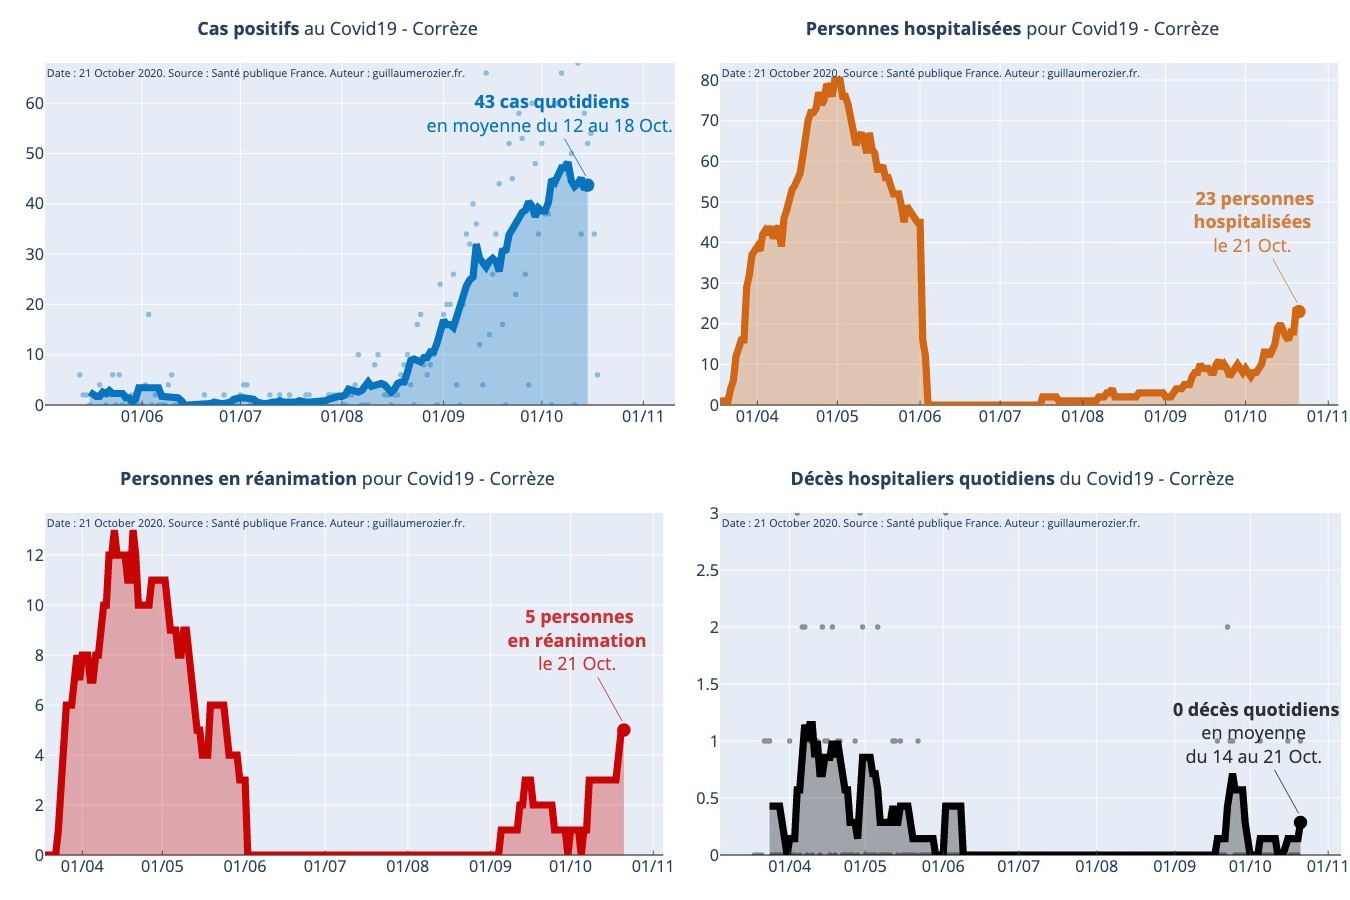 Cas positifs au Covid19 - Corrèze
Date : 21 October 2020. Source : Santé publique France. Auteur : guillaumerozier.fr.
43 cas quotidiens
en moyenne du 12 au 18 Oct.
60
50
40
30
20
10
0
01/06 01/07 01/08 01/09 01/10 01/11
Personnes hospitalisées pour Covid19 - Corrèze
Date : 21 October 2020. Source : Santé publique France. Auteur : guillaumerozier.fr.
23 personnes
hospitalisées
le 21 Oct.
80
70
60
50
40
30
20
10
0
01/04 01/05 01/06 01/07 01/08 01/09 01/10 01/11
Personnes en réanimation pour Covid19 - Corrèze
Date : 21 October 2020. Source : Santé publique France. Auteur : guillaumerozier.fr.
5 personnes
en réanimation
le 21 Oct.
12
10
8
6
4
2
0
01/04 01/05 01/06 01/07 01/08 01/09 01/10 01/11
Décès hospitaliers quotidiens du Covid19 - Corrèze
Date : 21 October 2020. Source : Santé publique France. Auteur : guillaumerozier.fr.
0 décès quotidiens
en moyenne
du 14 au 21 Oct.
3
2.5
2
1.5
1
0.5
0
01/04 01/05 01/06 01/07 01/08 01/09 01/10 01/11